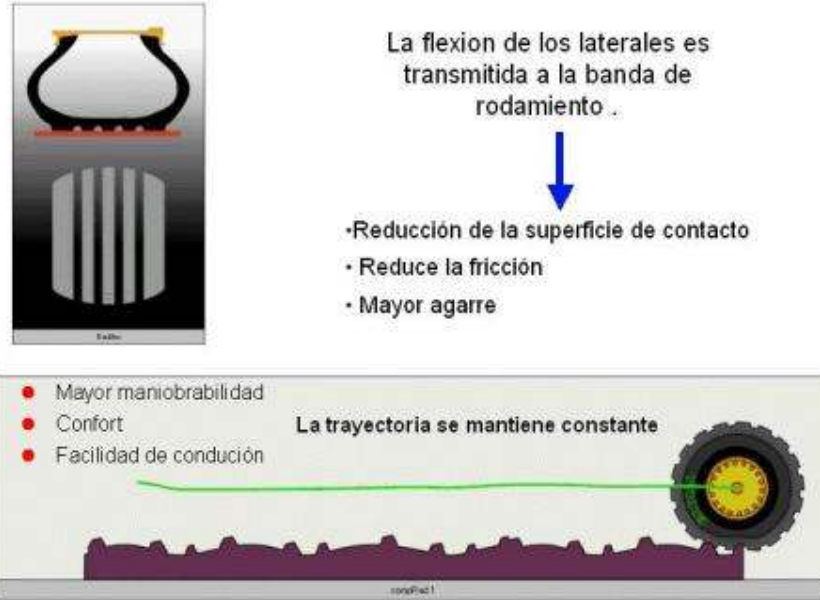 La flexion de los laterales es
transmitida a la banda de
rodamiento .
•Reducción de la superficie de contacto
• Reduce la fricción
• Mayor agarre
Mayor maniobrabilidad
Confort
Facilidad de condución
La trayectoria se mantiene constante